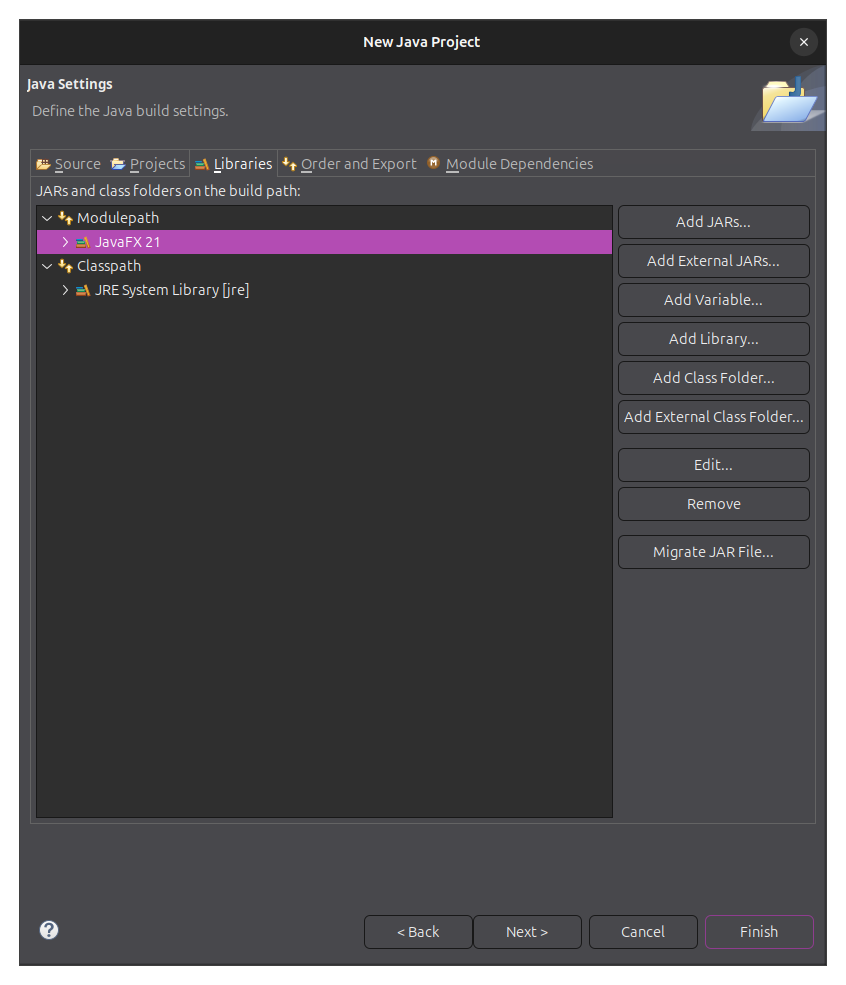 New Java Project
Java Settings
Define the Java build settings.
Source Projects Libraries Order and Export Module Dependencies
JARs and class folders on the build path:
Modulepath
JavaFX 21
Classpath
JRE System Library [jre]
Add JARs...
Add External JARs...
Add Variable...
Add Library...
Add Class Folder...
Add External Class Folder...
Edit...
Remove
Migrate JAR File...
< Back Next > Cancel Finish